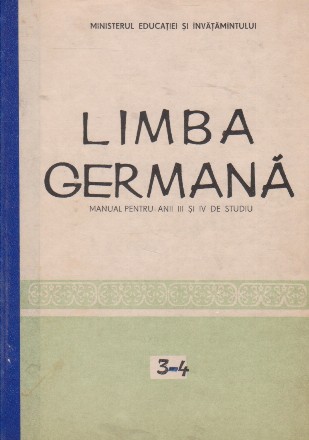 MINISTERUL EDUCAȚIEI ȘI ÎNVĂȚĂMÎNTULUI
LIMBA
GERMANĂ
MANUAL PENTRU ANII III ȘI IV DE STUDIU
3-4